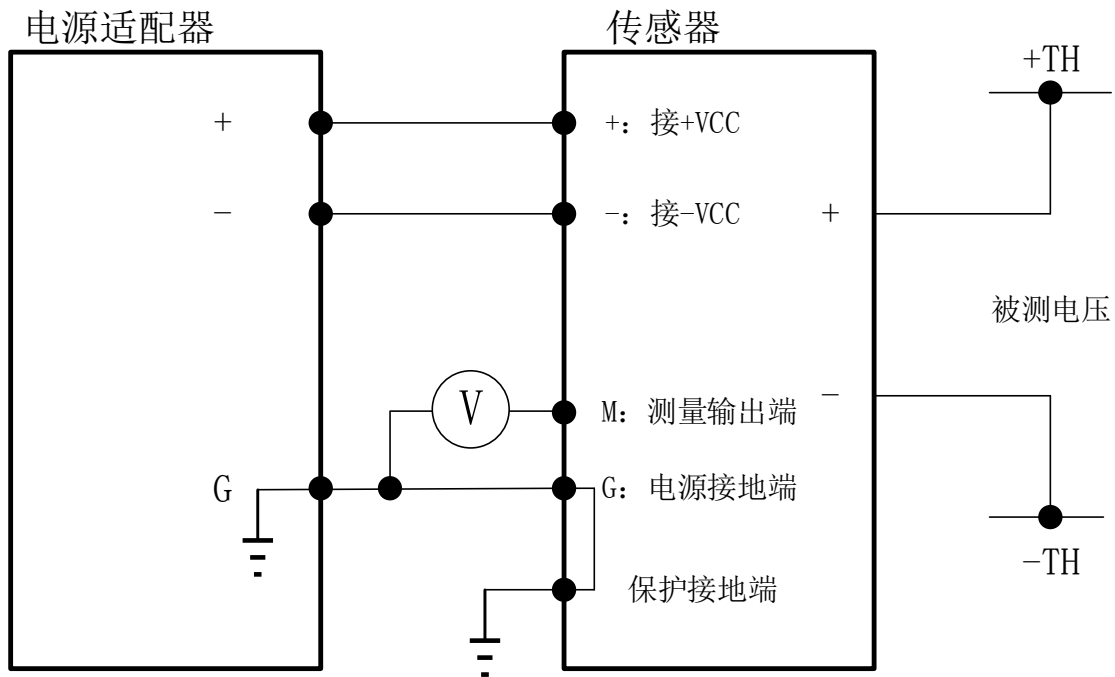 电源适配器
传感器
+TH
+
+：接+VCC
−
−：接−VCC
+
被测电压
V
M：测量输出端
−
G
G：电源接地端
−TH
保护接地端